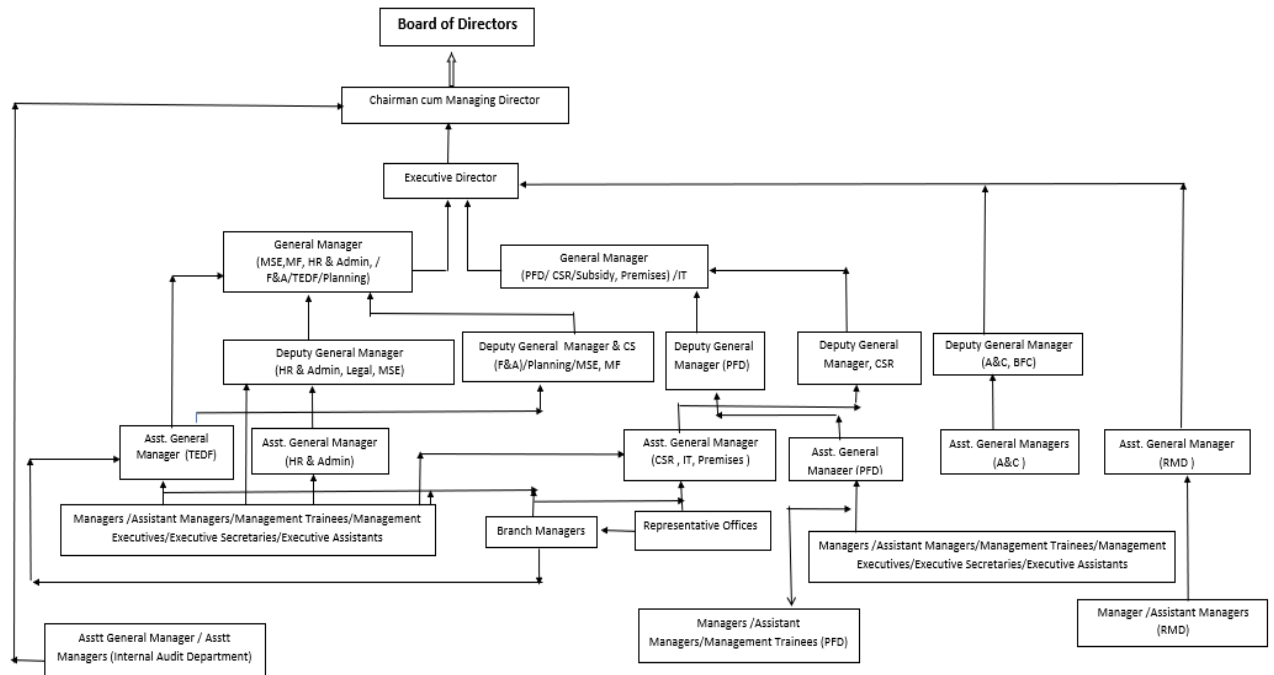 Board of Directors
Chairman cum Managing Director
Executive Director
General Manager
(MSE,MF, HR & Admin, /
F&A/TEDF/Planning)
General Manager
(PFD/ CSR/Subsidy, Premises) /IT
Deputy General Manager
(HR & Admin, Legal, MSE)
Deputy General Manager & CS
(F&A)/Planning/MSE, MF
Deputy General
Manager (PFD)
Deputy General
Manager, CSR
Deputy General Manager
(A&C, BFC)
Asst. General
Manager (TEDF)
Asst. General Manager
(HR & Admin)
Asst. General Manager
(CSR , IT, Premises )
Asst. General
Manager (PFD)
Asst. General Managers
(A&C )
Asst. General Manager
(RMD )
Managers /Assistant Managers/Management Trainees/Management
Executives/Executive Secretaries/Executive Assistants
Branch Managers
Representative Offices
Managers /Assistant Managers/Management Trainees/Management
Executives/Executive Secretaries/Executive Assistants
Managers /Assistant
Managers/Management Trainees (PFD)
Manager /Assistant Managers
(RMD)
Asstt General Manager / Asstt
Managers (Internal Audit Department)